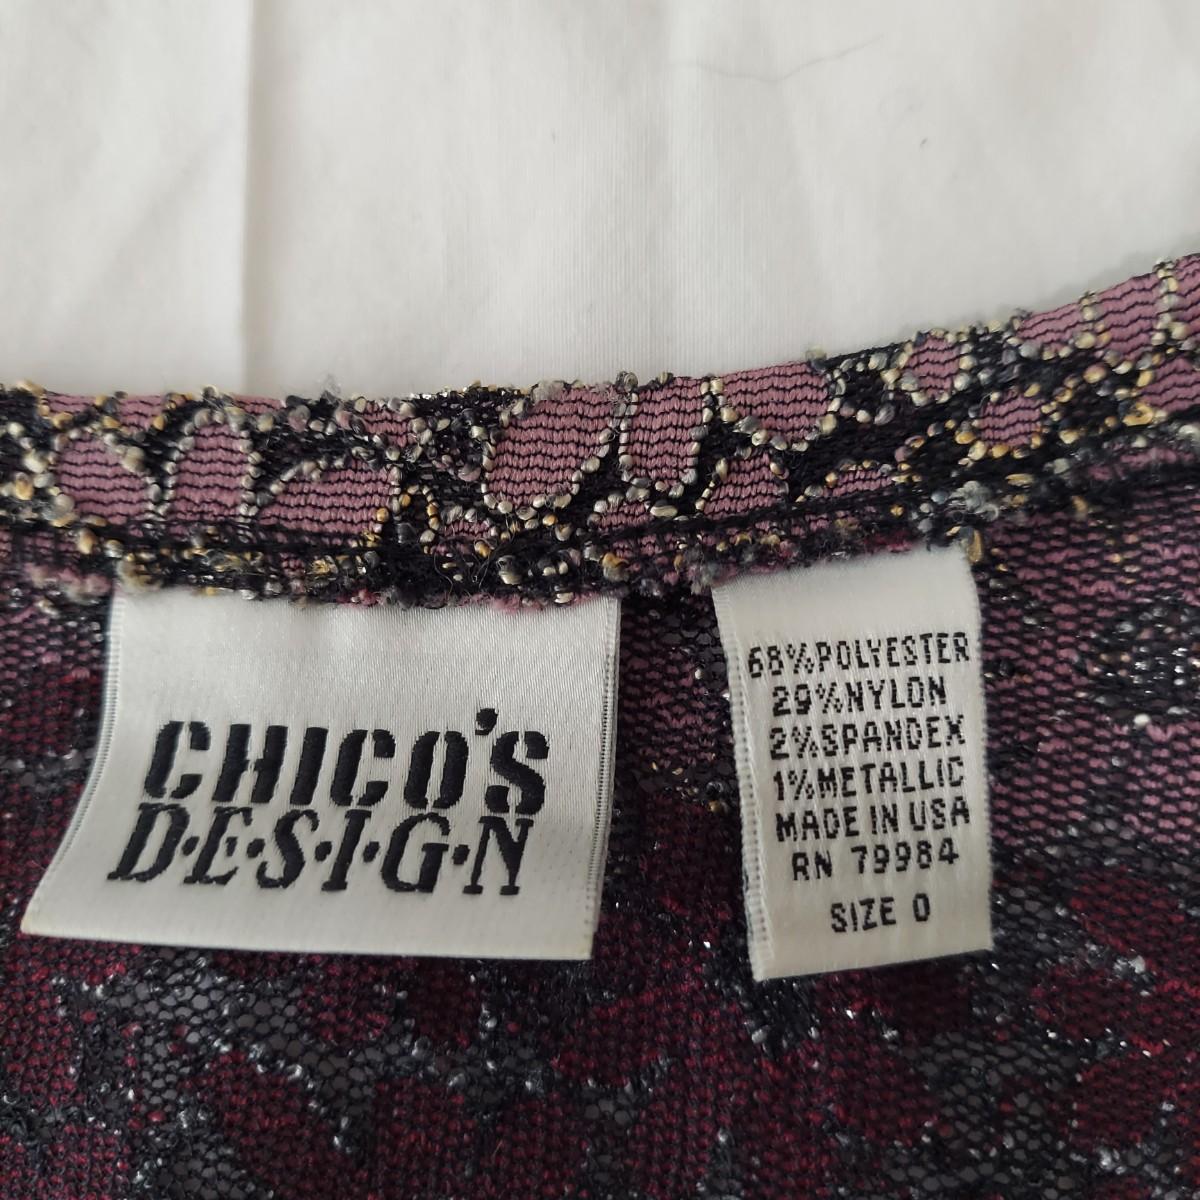 CHICO'S
D·E·S·I·G·N
68%POLYESTER
29%NYLON
2%SPANDEX
1%METALLIC
MADE IN USA
RN 79984
SIZE 0